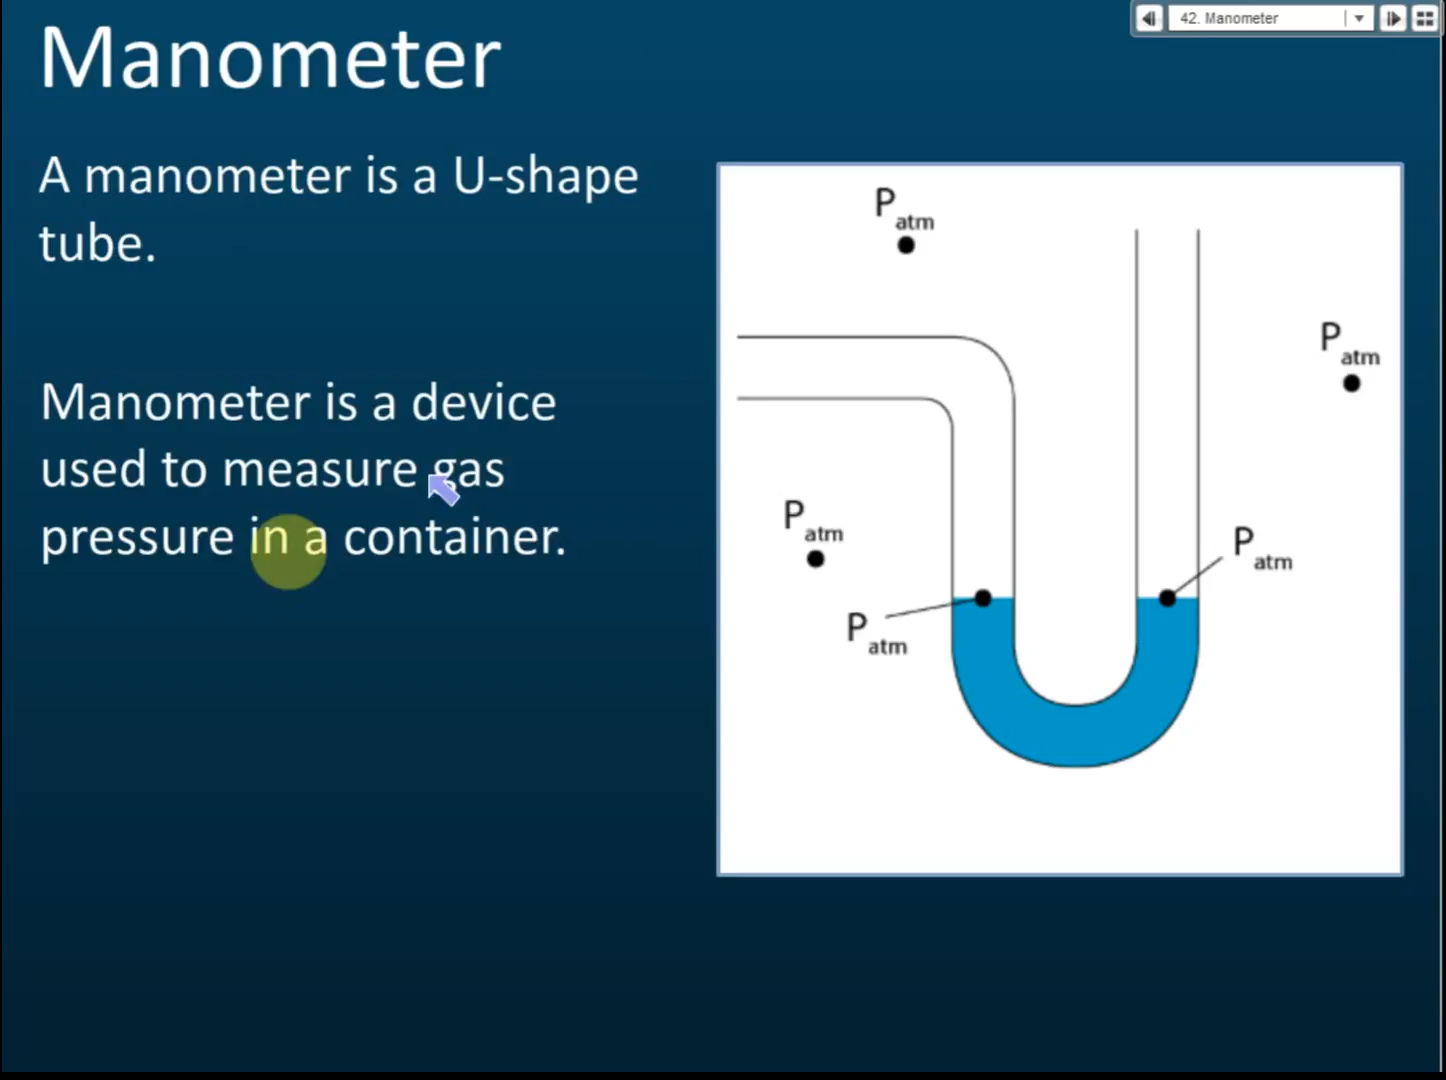 42. Manometer
Manometer
A manometer is a U-shape
tube.
Manometer is a device
used to measure gas
pressure in a container.
P atm
P atm
P atm
P atm
P atm